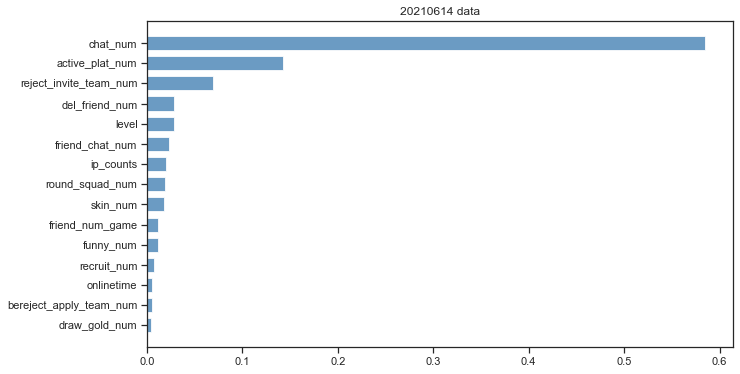 20210614 data
chat_num
active_plat_num
reject_invite_team_num
del_friend_num
level
friend_chat_num
ip_counts
round_squad_num
skin_num
friend_num_game
funny_num
recruit_num
onlinetime
bereject_apply_team_num
draw_gold_num
0.0 0.1 0.2 0.3 0.4 0.5 0.6